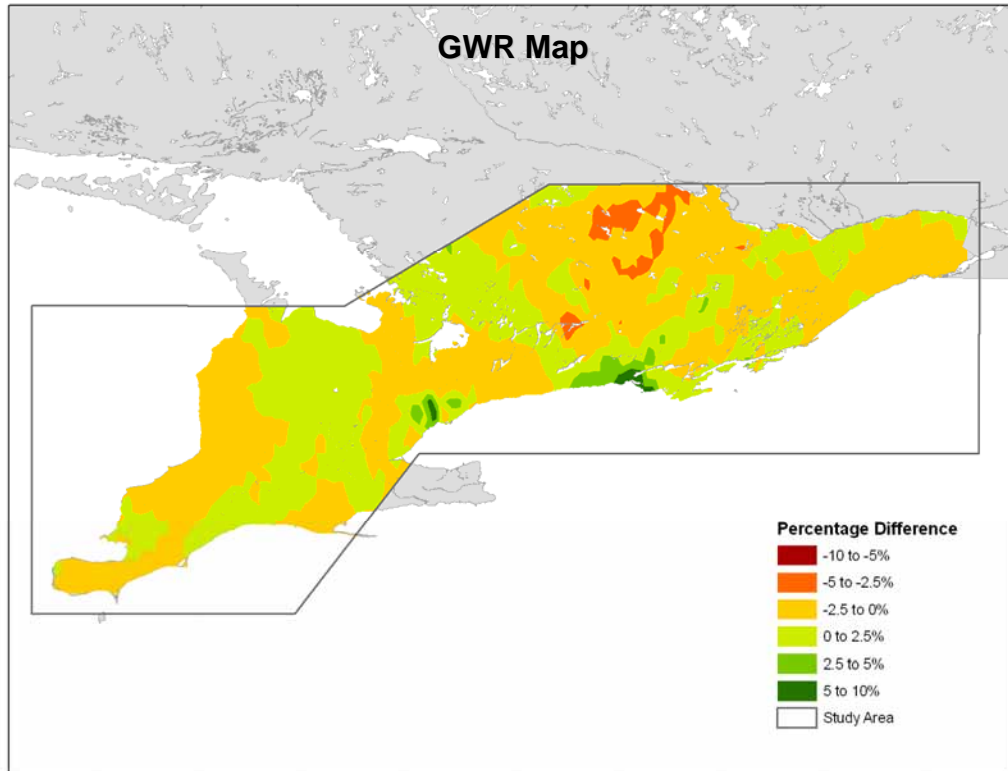 GWR Map
Percentage Difference
-10 to -5%
-5 to -2.5%
-2.5 to 0%
0 to 2.5%
2.5 to 5%
5 to 10%
Study Area